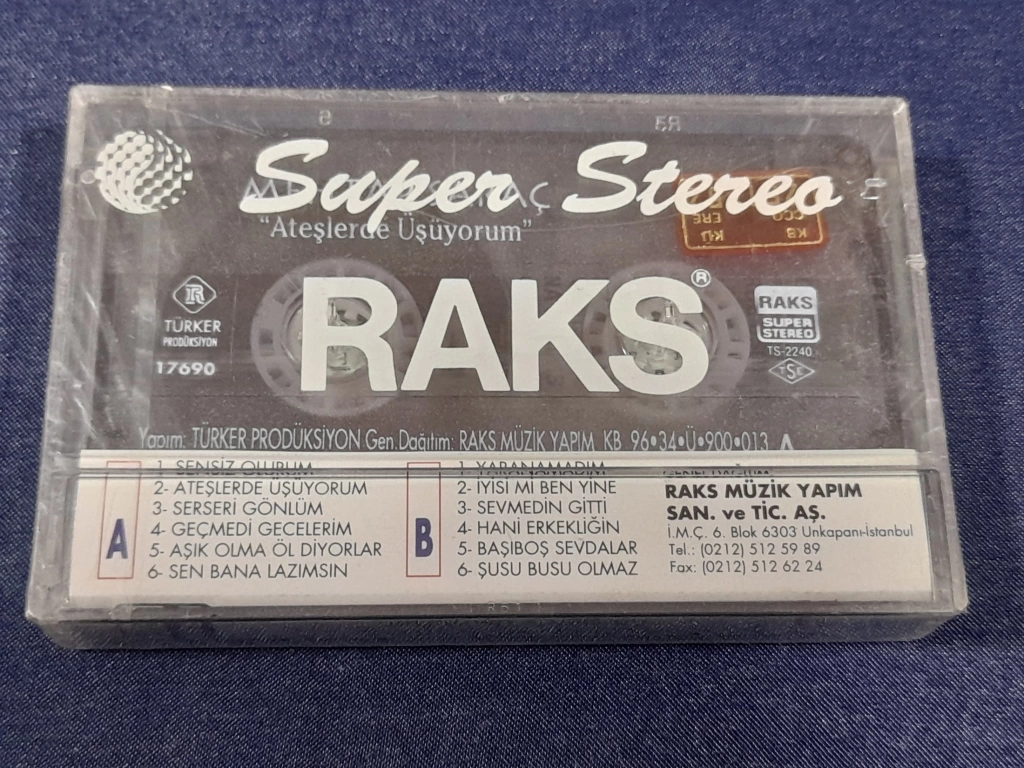 Super Stereo
"Ateşlerde Üşüyorum"
RAKS®
TÜRKER
PRODÜKSİYON
17690
RAKS
SUPER
STEREO
TS-2240
TSE
Yapım: TÜRKER PRODÜKSİYON Gen.Dağıtım: RAKS MÜZİK YAPIM KB 96•34•Ü•900•013 A
A
1- SENSİZ OLURUM
2- ATEŞLERDE ÜŞÜYORUM
3- SERSERİ GÖNLÜM
4- GEÇMEDİ GECELERİM
5- AŞIK OLMA ÖL DİYORLAR
6- SEN BANA LAZIMSIN
B
1- YARANAMADIM
2- İYİSİ Mİ BEN YİNE
3- SEVMEDİN GİTTİ
4- HANİ ERKEKLİĞİN
5- BAŞIBOŞ SEVDALAR
6- ŞUSU BUSU OLMAZ
RAKS MÜZİK YAPIM
SAN. ve TİC. AŞ.
İ.M.Ç. 6. Blok 6303 Unkapanı-İstanbul
Tel.: (0212) 512 59 89
Fax: (0212) 512 62 24